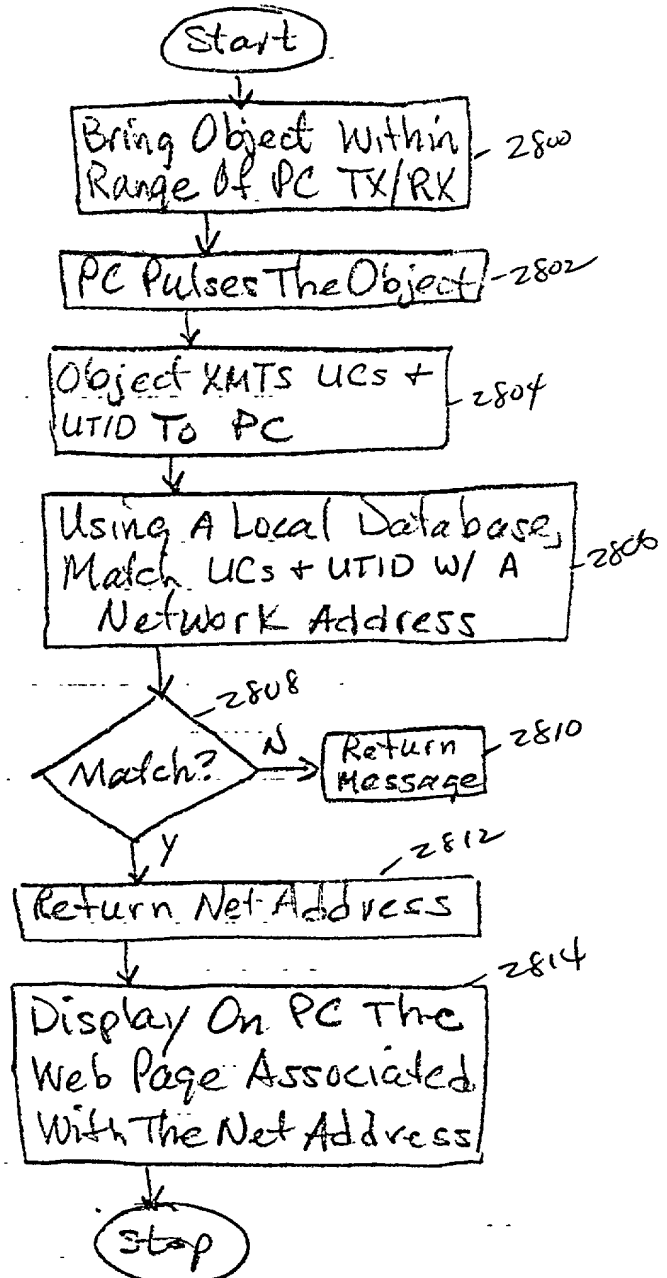 Start
Bring Object Within
Range Of PC TX/RX
2800
PC Pulses The Object
2802
Object XMTS UCs +
UTID To PC
2804
Using A Local Database,
Match UCs + UTID W/ A
Network Address
2806
2808
Match?
N
Return
Message
2810
Y
2812
Return Net Address
2814
Display On PC The
Web Page Associated
With The Net Address
Stop